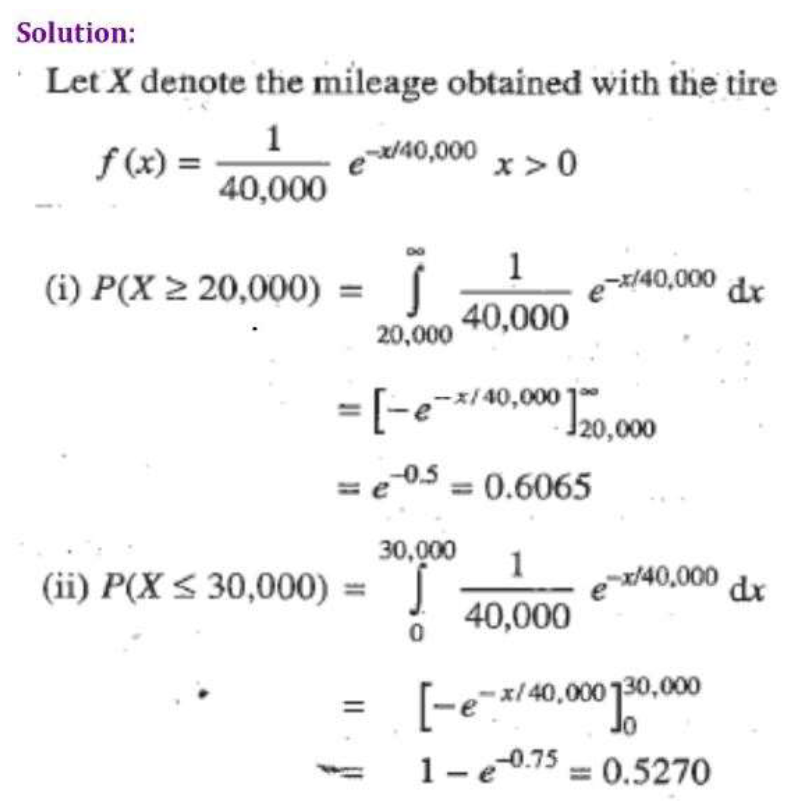 Solution:
Let X denote the mileage obtained with the tire
f (x) = 1/40,000 e^{-x/40,000} x > 0
(i) P(X ≥ 20,000) = ∫_{20,000}^{∞} 1/40,000 e^{-x/40,000} dx
= [-e^{-x/40,000}]_{20,000}^{∞}
= e^{-0.5} = 0.6065
(ii) P(X ≤ 30,000) = ∫_{0}^{30,000} 1/40,000 e^{-x/40,000} dx
= [-e^{-x/40,000}]_{0}^{30,000}
= 1 - e^{-0.75} = 0.5270